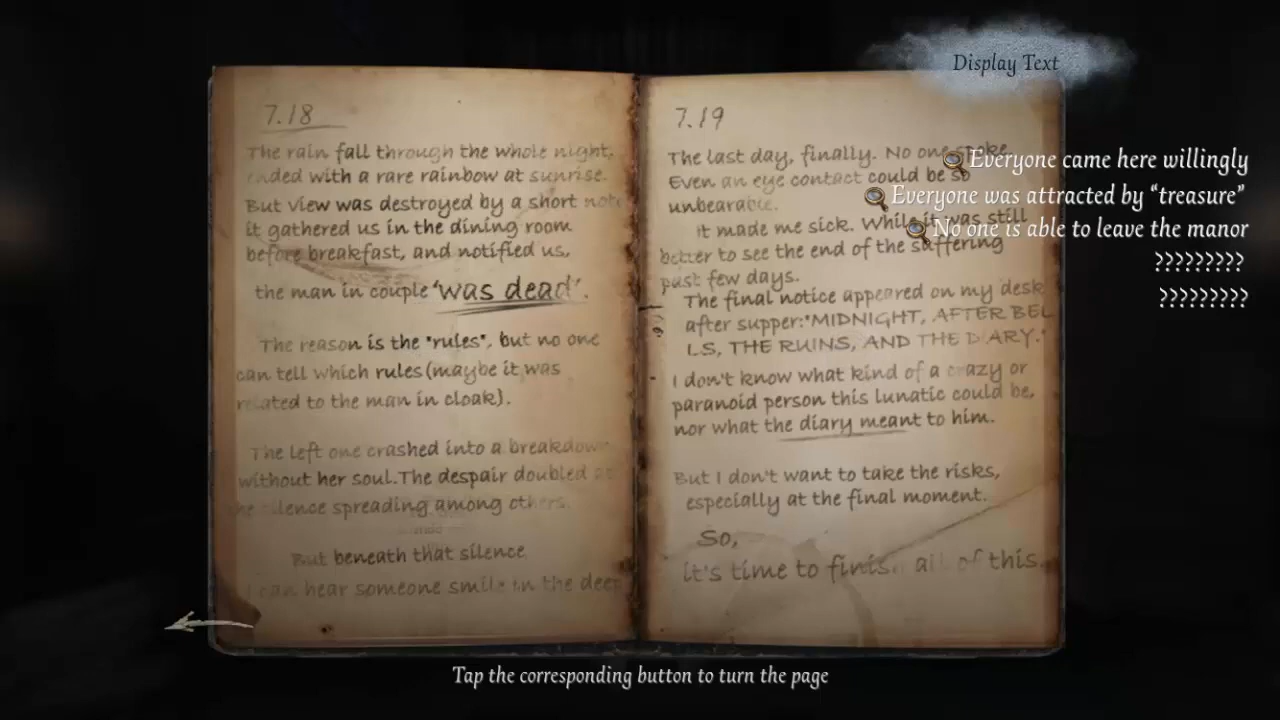 Display Text
7.18
The rain fall through the whole night,
ended with a rare rainbow at sunrise.
But view was destroyed by a short note
it gathered us in the dining room
before breakfast, and notified us,
the man in couple 'was dead'.
The reason is the "rules", but no one
can tell which rules(maybe it was
related to the man in cloak).
The left one crashed into a breakdown
without her soul.The despair doubled as
he silence spreading among others.
But beneath that silence
I can hear someone smile in the deep
7.19
The last day, finally. No one spoke
Even an eye contact could be so
unbearable.
it made me sick. While it was still
better to see the end of the suffering
past few days.
The final notice appeared on my desk
after supper:"MIDNIGHT, AFTER BEL
LS, THE RUINS, AND THE DIARY."
I don't know what kind of a crazy or
paranoid person this lunatic could be,
nor what the diary meant to him.
But I don't want to take the risks,
especially at the final moment.
So,
it's time to finish all of this.
Everyone came here willingly
Everyone was attracted by “treasure”
No one is able to leave the manor
?????????
?????????
Tap the corresponding button to turn the page